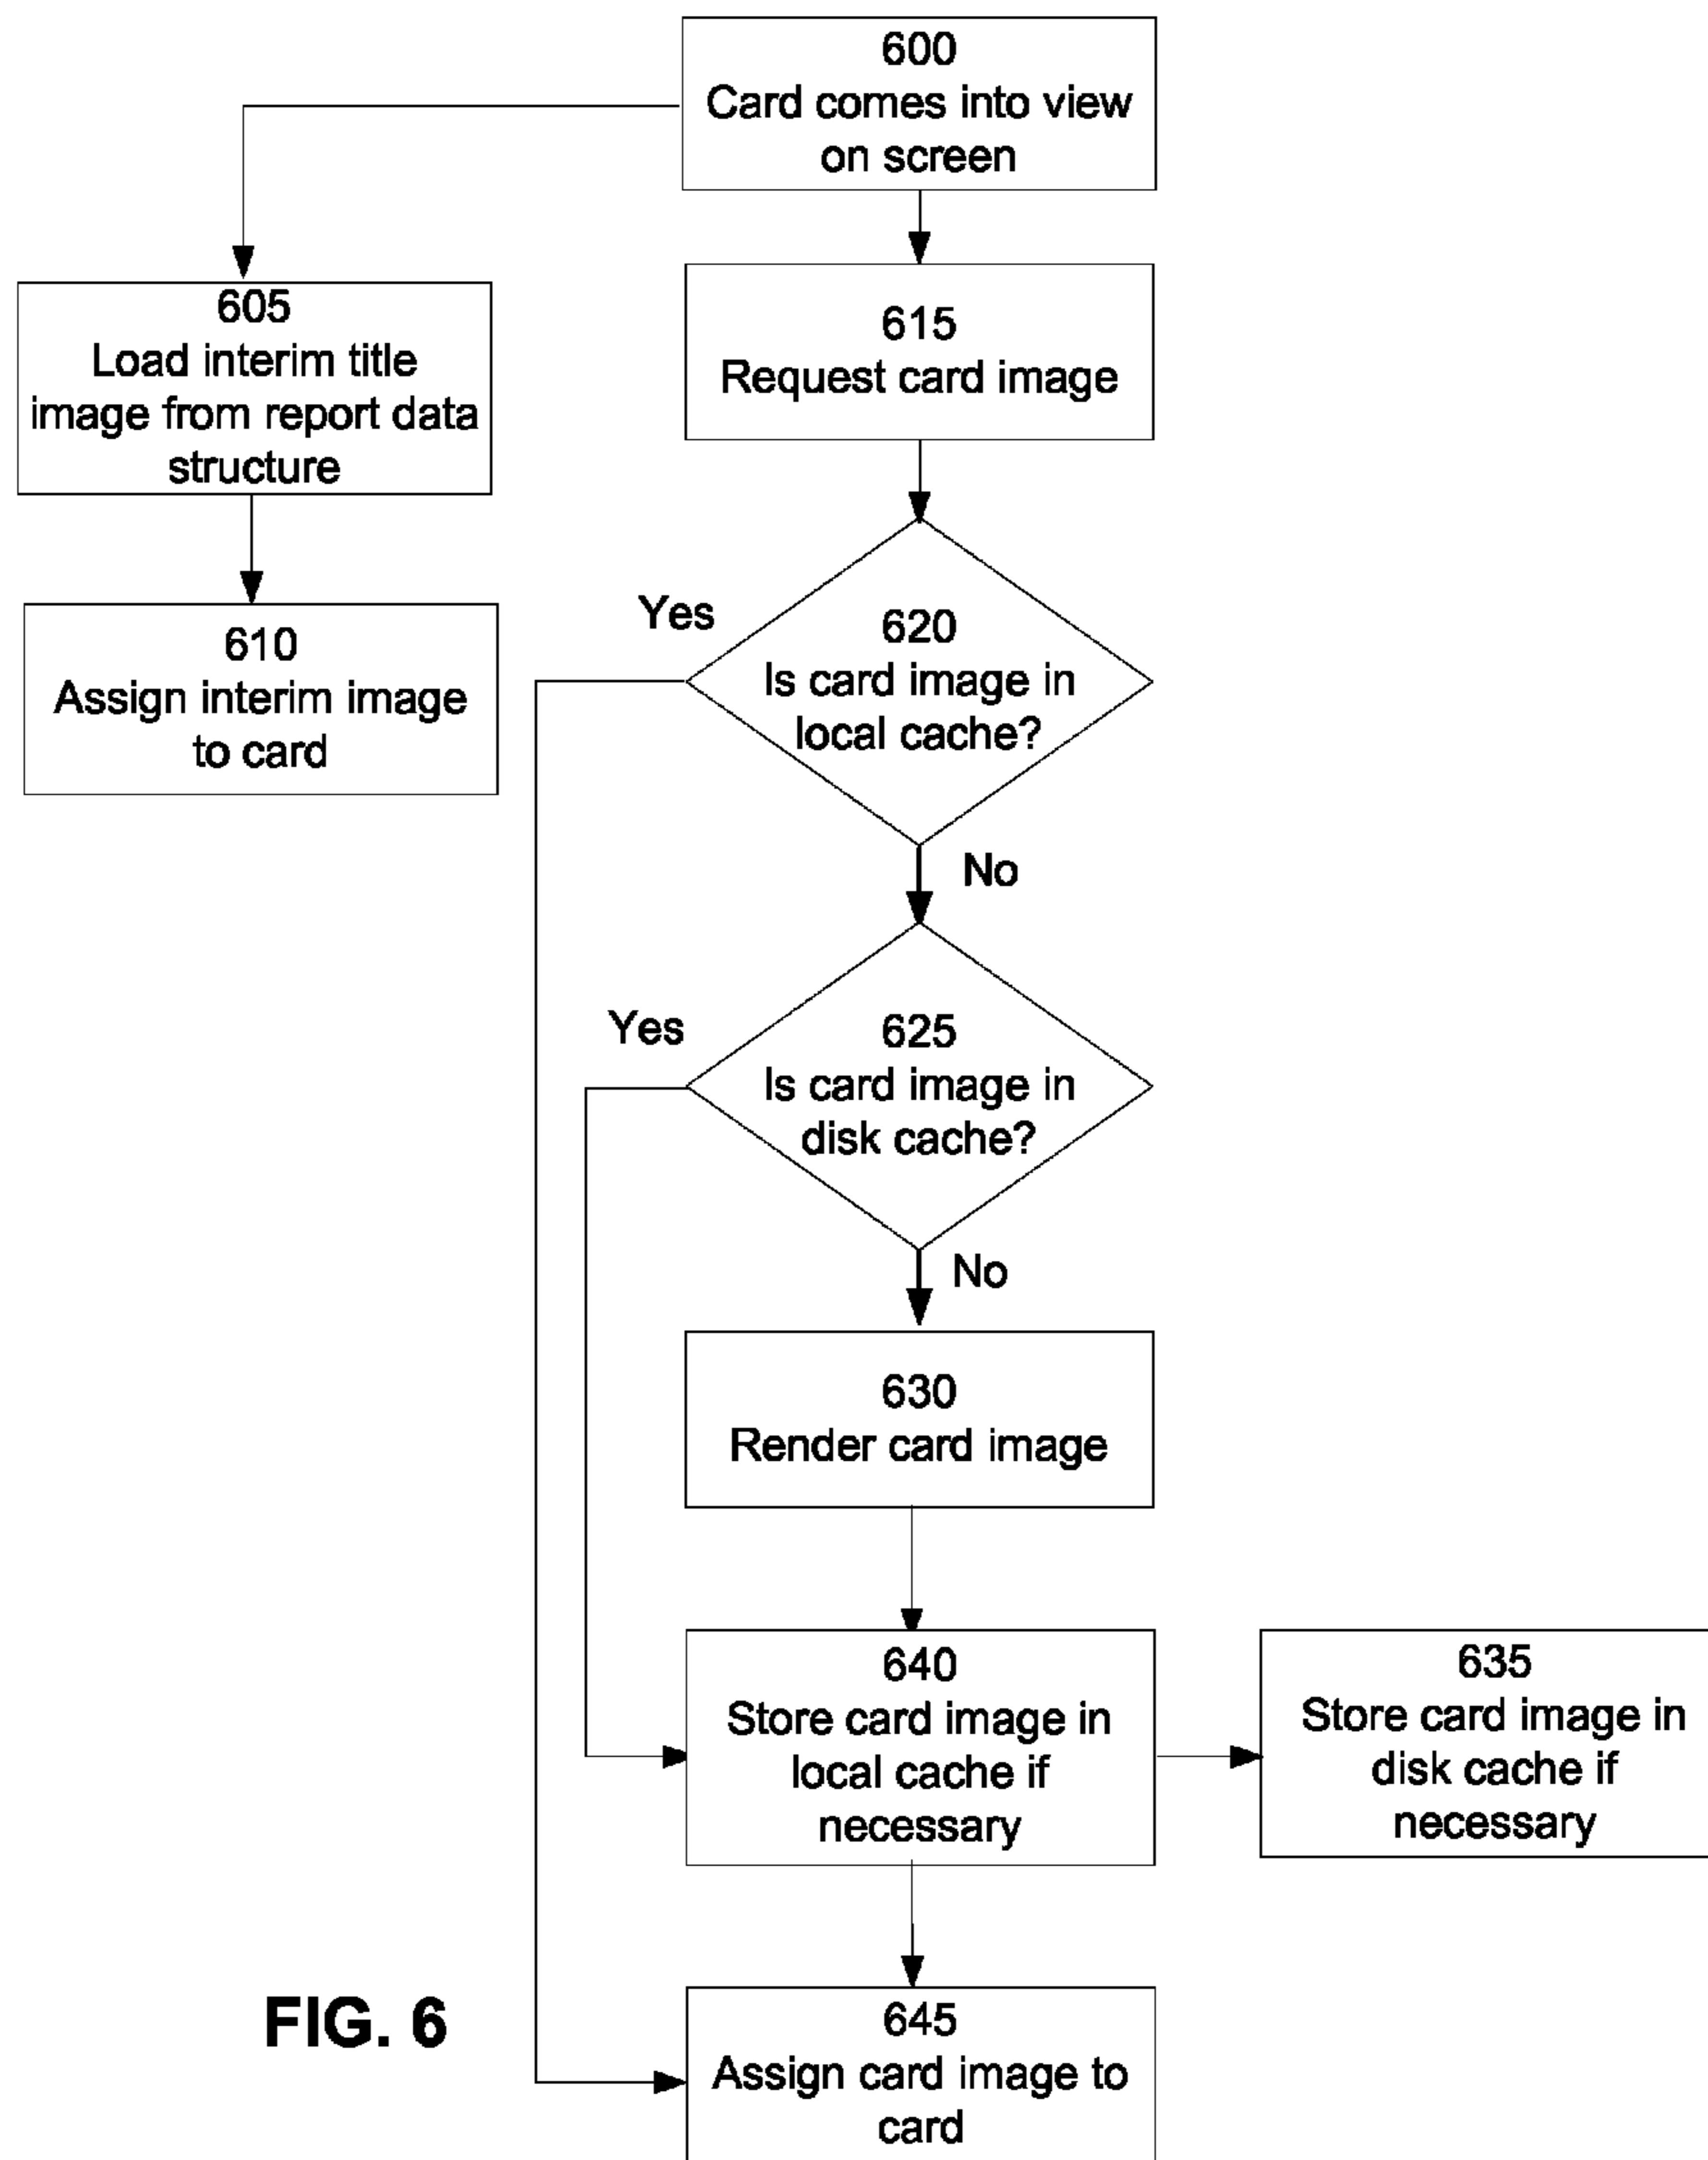 600
Card comes into view
on screen
605
Load interim title
image from report data
structure
610
Assign interim image
to card
615
Request card image
Yes
620
Is card image in
local cache?
No
Yes
625
Is card image in
disk cache?
No
630
Render card image
640
Store card image in
local cache if
necessary
635
Store card image in
disk cache if
necessary
645
Assign card image to
card
FIG. 6